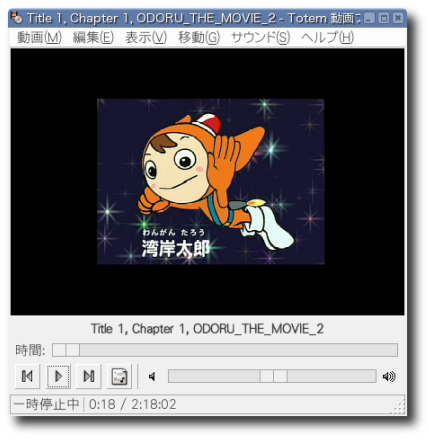 Title 1, Chapter 1, ODORU_THE_MOVIE_2 - Totem 動画プ
動画(M) 編集(E) 表示(V) 移動(G) サウンド(S) ヘルプ(H)
わんがん たろう
湾岸太郎
Title 1, Chapter 1, ODORU_THE_MOVIE_2
時間:
一時停止中 0:18 / 2:18:02